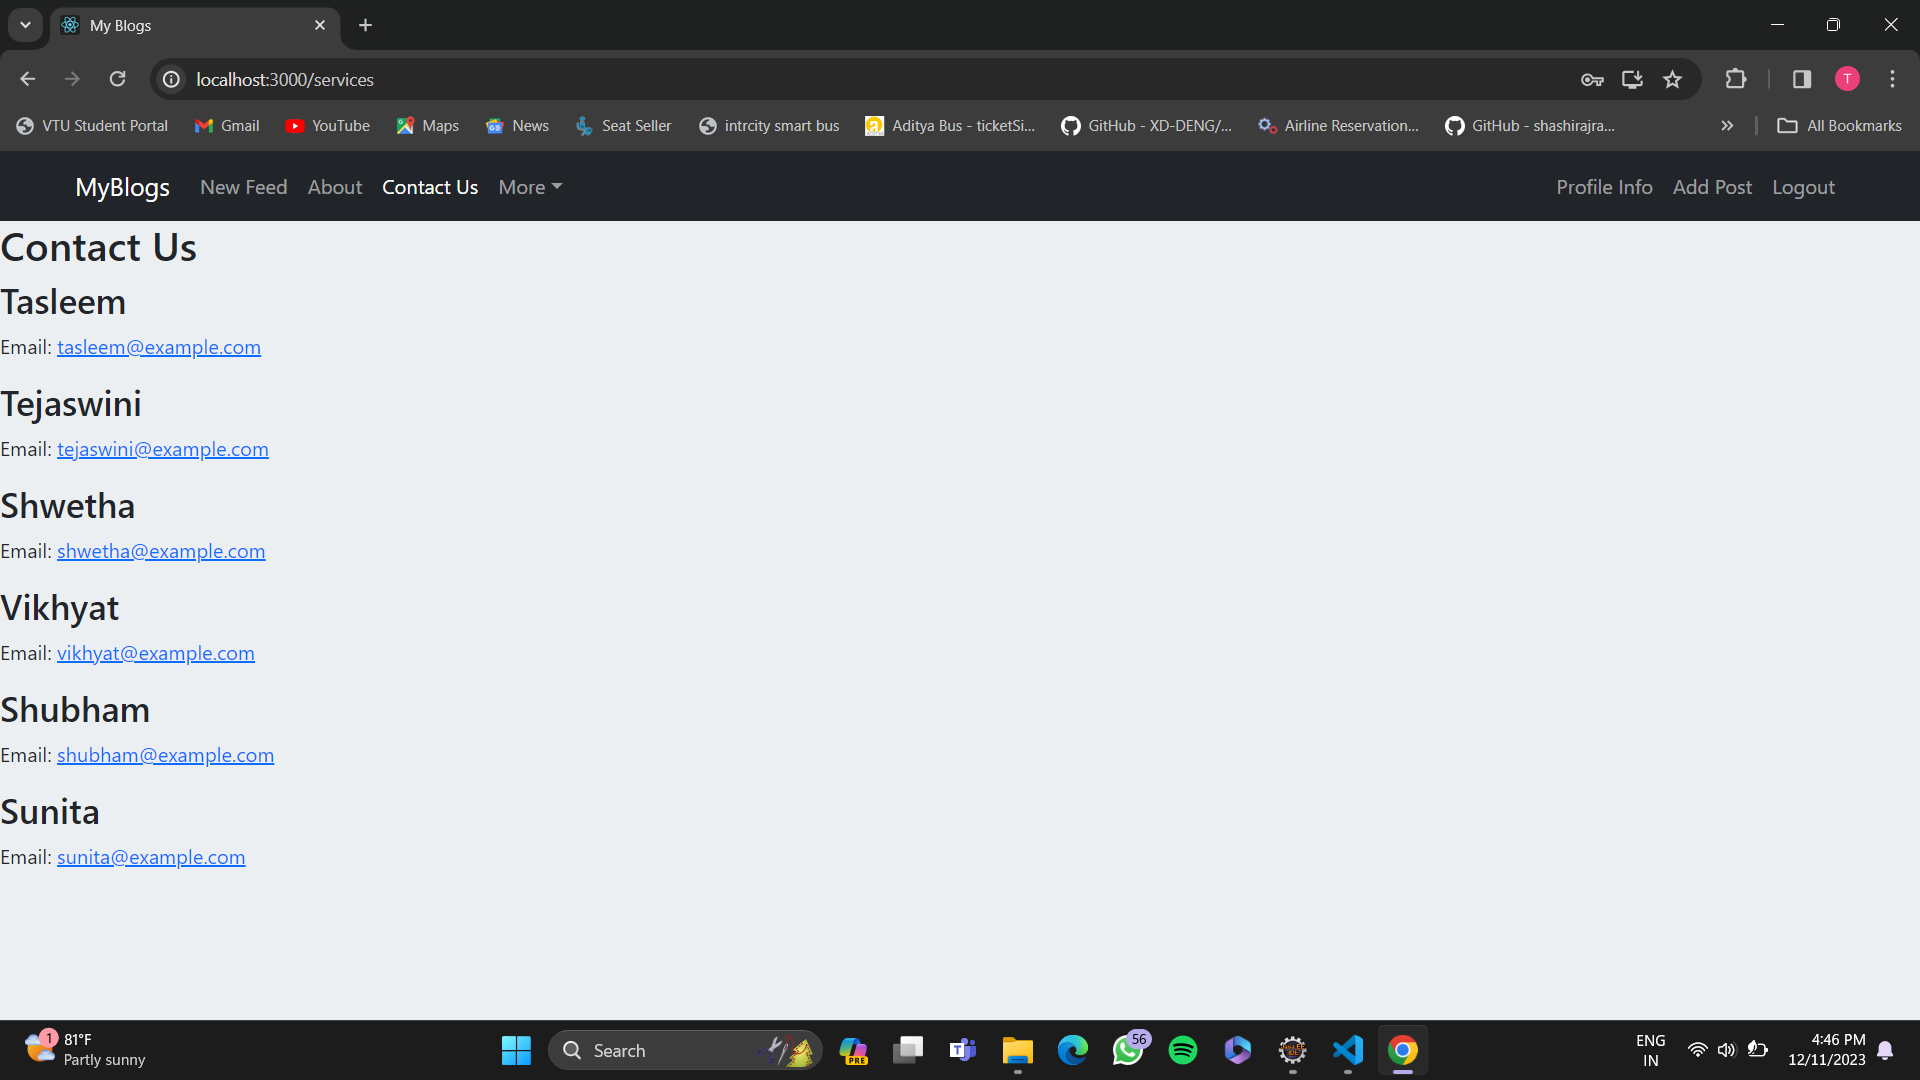 My Blogs
localhost:3000/services
VTU Student Portal Gmail YouTube Maps News Seat Seller intrcity smart bus Aditya Bus - ticketSi... GitHub - XD-DENG/... Airline Reservation... GitHub - shashirajra... All Bookmarks
MyBlogs New Feed About Contact Us More Profile Info Add Post Logout
Contact Us
Tasleem
Email: tasleem@example.com
Tejaswini
Email: tejaswini@example.com
Shwetha
Email: shwetha@example.com
Vikhyat
Email: vikhyat@example.com
Shubham
Email: shubham@example.com
Sunita
Email: sunita@example.com
1 81°F
Partly sunny
Search
PRE
56
ENG
IN
4:46 PM
12/11/2023